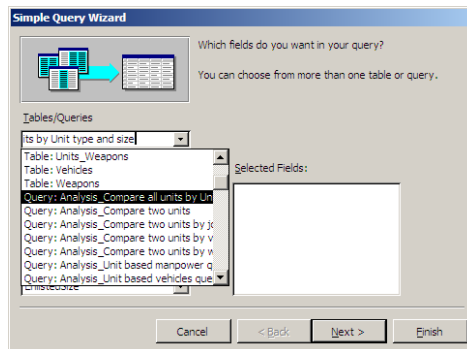 Simple Query Wizard
Which fields do you want in your query?
You can choose from more than one table or query.
Tables/Queries
its by Unit type and size
Table: Units_Weapons
Table: Vehicles
Table: Weapons
Query: Analysis_Compare all units by Un
Query: Analysis_Compare two units
Query: Analysis_Compare two units by jo
Query: Analysis_Compare two units by v
Query: Analysis_Compare two units by w
Query: Analysis_Unit based manpower q
Query: Analysis_Unit based vehicles que
EnlistedSize
Selected Fields:
Cancel
< Back
Next >
Finish